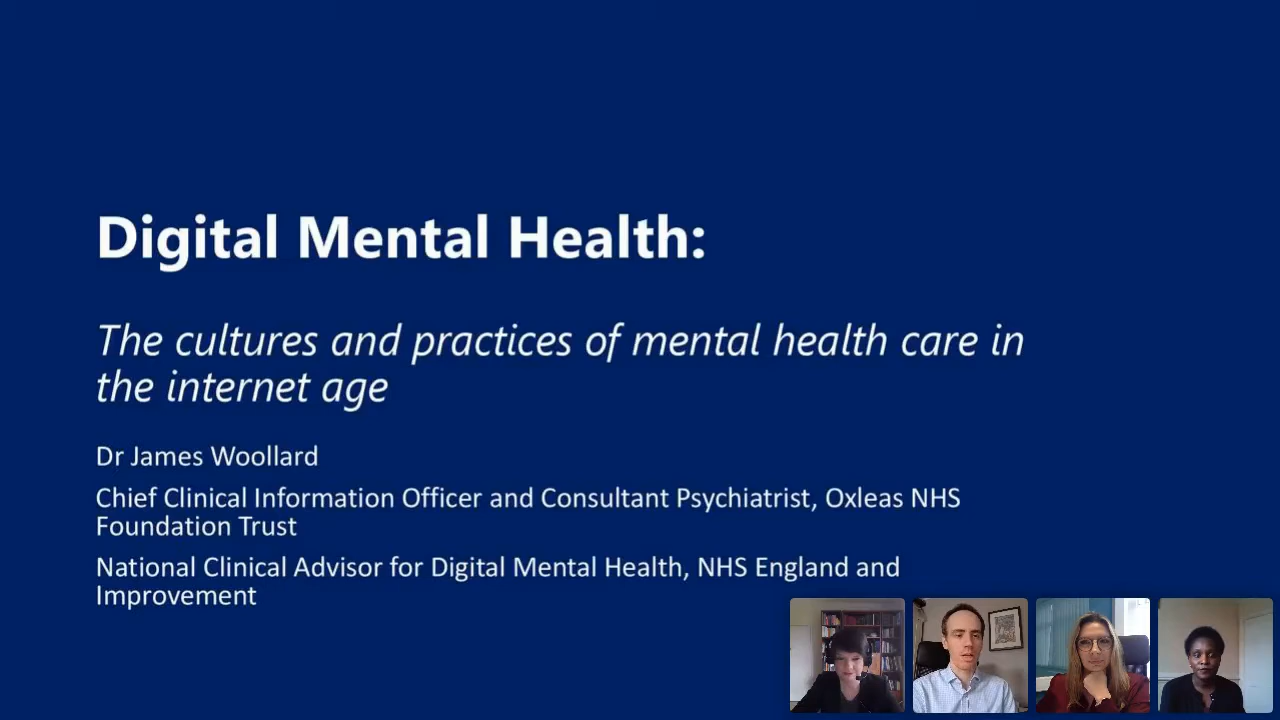 Digital Mental Health:
The cultures and practices of mental health care in
the internet age
Dr James Woollard
Chief Clinical Information Officer and Consultant Psychiatrist, Oxleas NHS
Foundation Trust
National Clinical Advisor for Digital Mental Health, NHS England and
Improvement